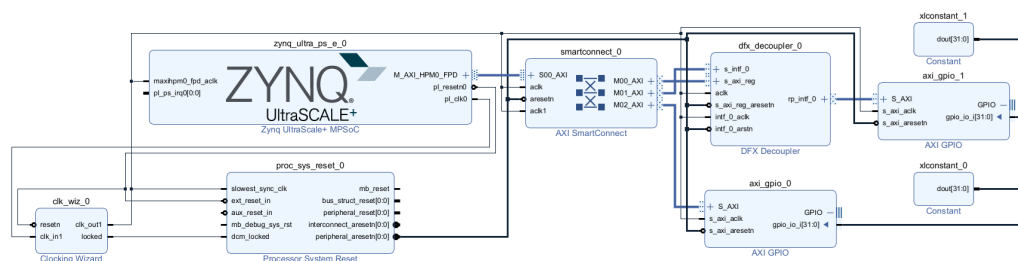 zynq_ultra_ps_e_0
maxihpm0_fpd_aclk
pl_ps_irq0[0:0]
ZYNQ
UltraSCALE+
M_AXI_HPM0_FPD
pl_resetn0
pl_clk0
Zynq UltraScale+ MPSoC
smartconnect_0
S00_AXI
aclk
aresetn
aclk1
M00_AXI
M01_AXI
M02_AXI
AXI SmartConnect
dfx_decoupler_0
s_intf_0
s_axi_reg
aclk
s_axi_reg_aresetn
intf_0_aclk
intf_0_arstn
rp_intf_0
DFX Decoupler
xlconstant_1
dout[31:0]
Constant
axi_gpio_1
S_AXI
s_axi_aclk
s_axi_aresetn
GPIO
gpio_io_i[31:0]
AXI GPIO
clk_wiz_0
resetn
clk_in1
clk_out1
locked
Clocking Wizard
proc_sys_reset_0
slowest_sync_clk
ext_reset_in
aux_reset_in
mb_debug_sys_rst
dcm_locked
mb_reset
bus_struct_reset[0:0]
peripheral_reset[0:0]
interconnect_aresetn[0:0]
peripheral_aresetn[0:0]
Processor System Reset
axi_gpio_0
S_AXI
s_axi_aclk
s_axi_aresetn
GPIO
gpio_io_i[31:0]
AXI GPIO
xlconstant_0
dout[31:0]
Constant